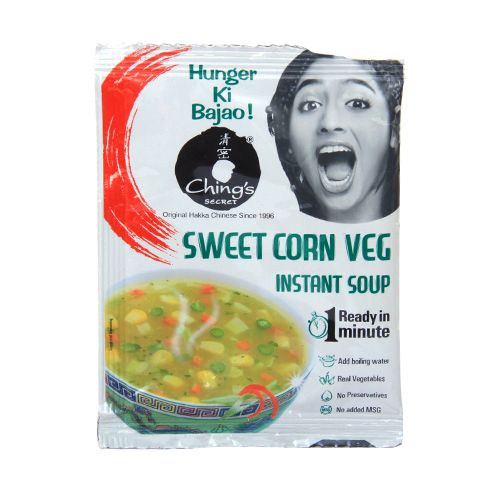 Hunger
Ki
Bajao!
清
密
®
Ching's
SECRET
Original Hakka Chinese Since 1996
SWEET CORN VEG
INSTANT SOUP
1 Ready in
minute
Add boiling water
Real Vegetables
No Preservatives
No added MSG